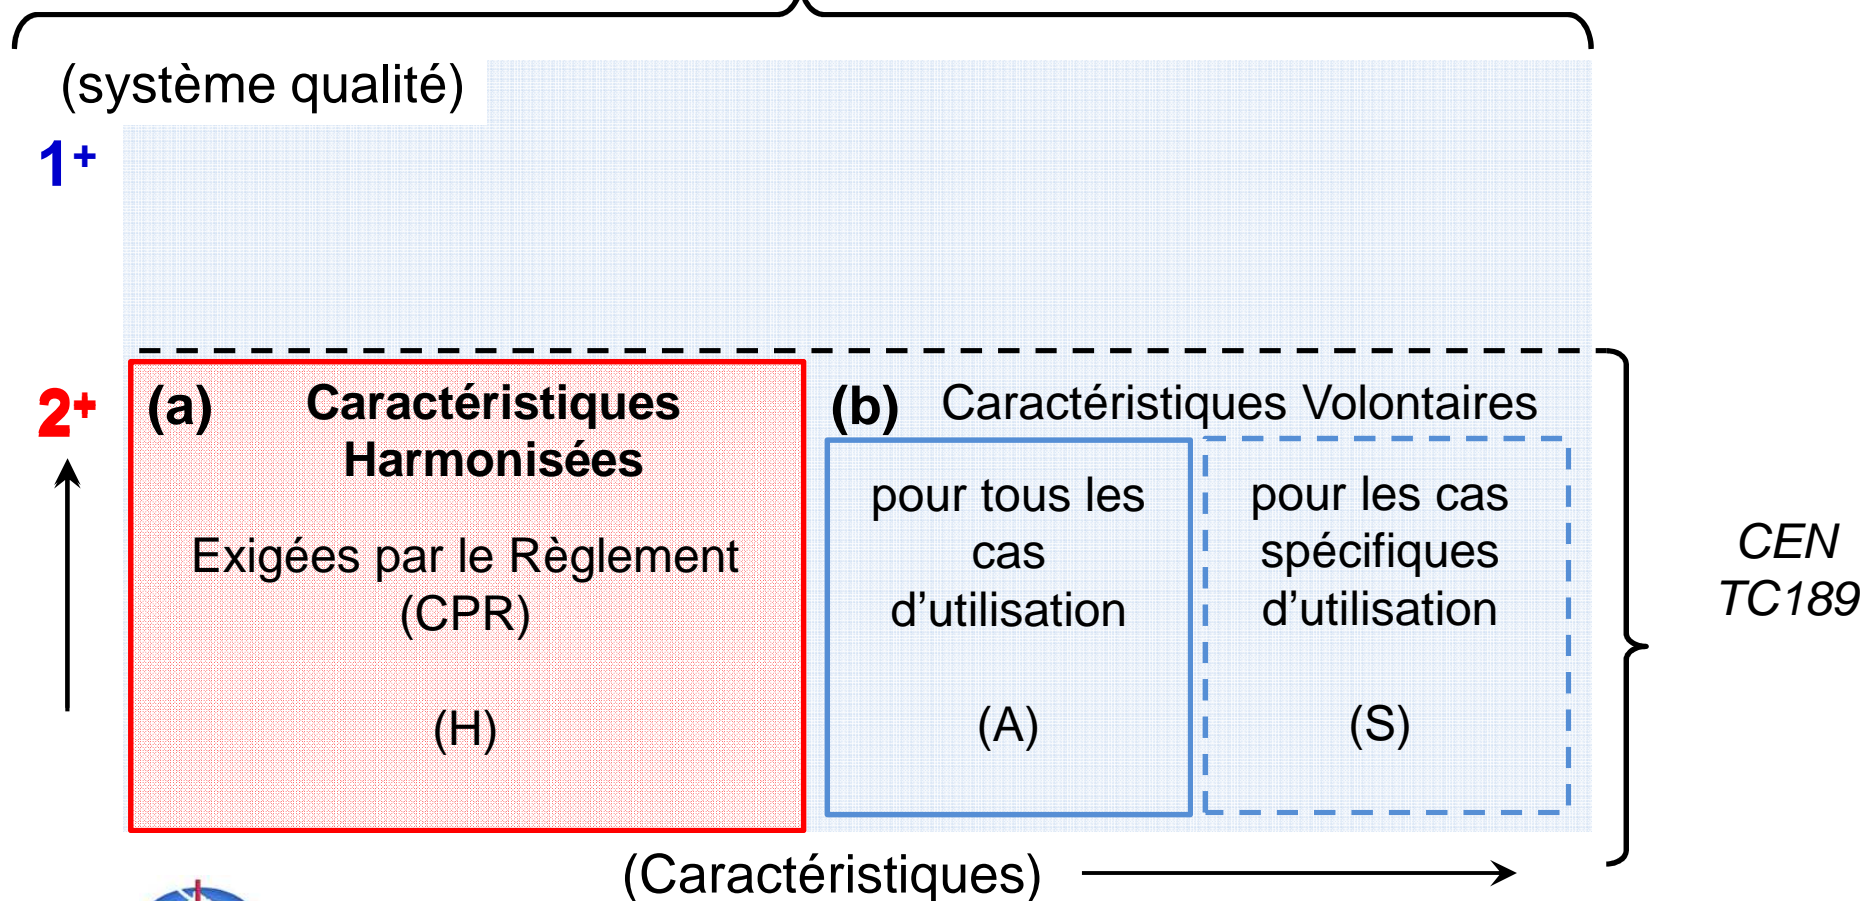 (système qualité)
1+
2+
(a) Caractéristiques
Harmonisées
Exigées par le Règlement
(CPR)
(H)
(b) Caractéristiques Volontaires
pour tous les
cas
d’utilisation
(A)
pour les cas
spécifiques
d’utilisation
(S)
CEN
TC189
(Caractéristiques)